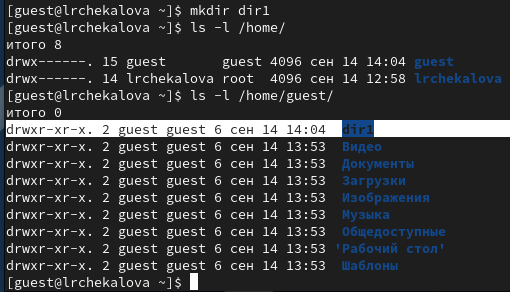 [guest@lrchekalova ~]$ mkdir dir1
[guest@lrchekalova ~]$ ls -l /home/
итого 8
drwx------. 15 guest       guest 4096 сен 14 14:04 guest
drwx------. 14 lrchekalova root  4096 сен 14 12:58 lrchekalova
[guest@lrchekalova ~]$ ls -l /home/guest/
итого 0
drwxr-xr-x. 2 guest guest 6 сен 14 14:04  dir1
drwxr-xr-x. 2 guest guest 6 сен 14 13:53  Видео
drwxr-xr-x. 2 guest guest 6 сен 14 13:53  Документы
drwxr-xr-x. 2 guest guest 6 сен 14 13:53  Загрузки
drwxr-xr-x. 2 guest guest 6 сен 14 13:53  Изображения
drwxr-xr-x. 2 guest guest 6 сен 14 13:53  Музыка
drwxr-xr-x. 2 guest guest 6 сен 14 13:53  Общедоступные
drwxr-xr-x. 2 guest guest 6 сен 14 13:53 'Рабочий стол'
drwxr-xr-x. 2 guest guest 6 сен 14 13:53  Шаблоны
[guest@lrchekalova ~]$